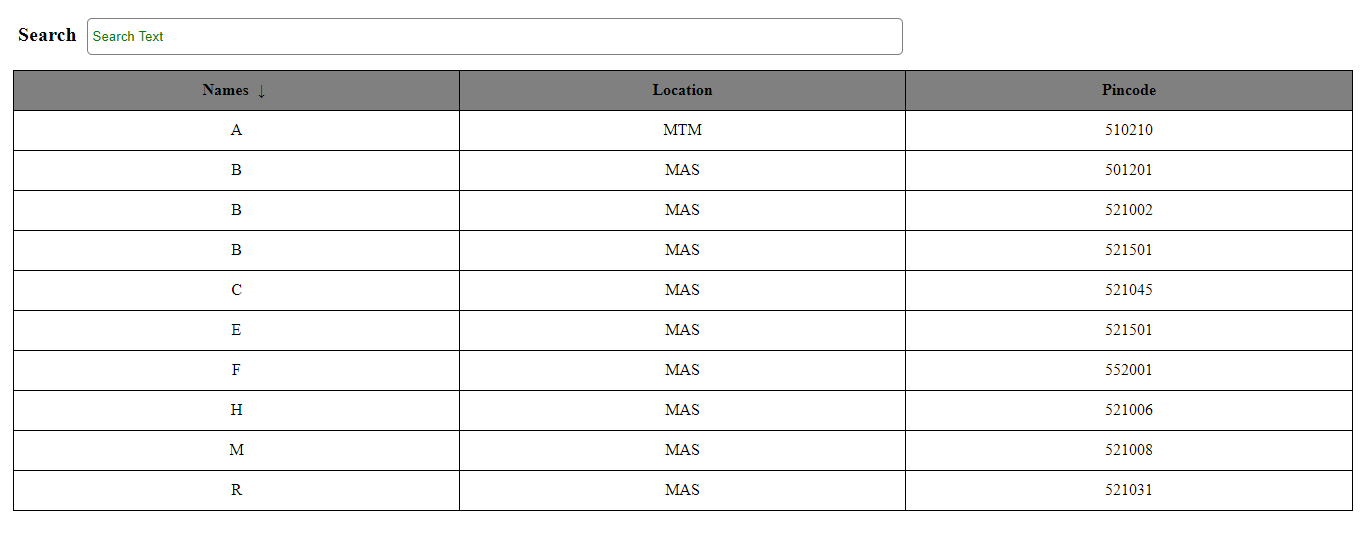 Search Search Text
Names ↓ Location Pincode
A MTM 510210
B MAS 501201
B MAS 521002
B MAS 521501
C MAS 521045
E MAS 521501
F MAS 552001
H MAS 521006
M MAS 521008
R MAS 521031